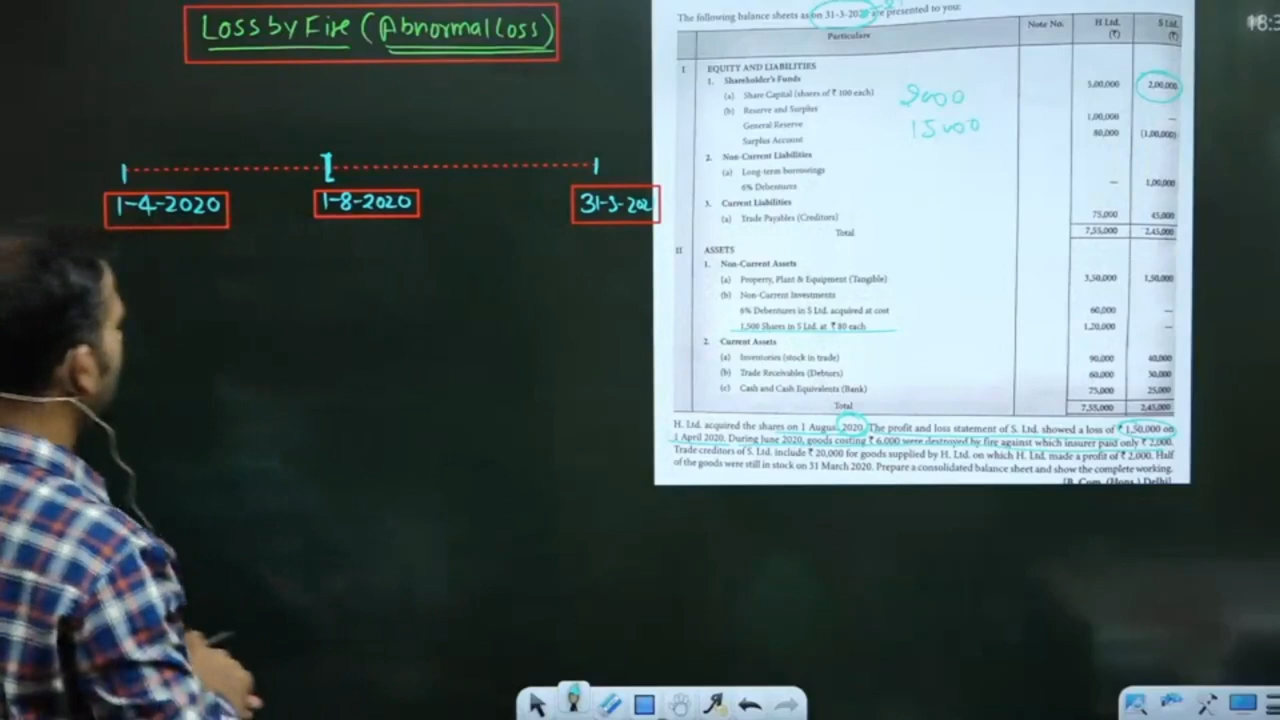 Loss by Fire (Abnormal Loss)
1-4-2020
1-8-2020
31-3-202
The following balance sheets as on 31-3-2020 are presented to you:
Particulars Note No. H Ltd. (₹) S Ltd. (₹)
I EQUITY AND LIABILITIES
1. Shareholder's Funds
(a) Share Capital (shares of ₹ 100 each) 5,00,000 2,00,000
2000
(b) Reserve and Surplus
General Reserve 1,00,000 —
1500
Surplus Account 80,000 (1,00,000)
2. Non-Current Liabilities
(a) Long-term borrowings
6% Debentures — 1,00,000
3. Current Liabilities
(a) Trade Payables (Creditors) 75,000 45,000
Total 7,55,000 2,45,000
II ASSETS
1. Non-Current Assets
(a) Property, Plant & Equipment (Tangible) 3,50,000 1,50,000
(b) Non-Current Investments
6% Debentures in S Ltd. acquired at cost 60,000 —
1,500 Shares in S Ltd. at ₹ 80 each 1,20,000 —
2. Current Assets
(a) Inventories (stock in trade) 90,000 40,000
(b) Trade Receivables (Debtors) 60,000 30,000
(c) Cash and Cash Equivalents (Bank) 75,000 25,000
Total 7,55,000 2,45,000
H. Ltd. acquired the shares on 1 August 2020. The profit and loss statement of S. Ltd. showed a loss of ₹ 1,50,000 on
1 April 2020. During June 2020, goods costing ₹ 6,000 were destroyed by fire against which insurer paid only ₹ 2,000.
Trade creditors of S. Ltd. include ₹ 20,000 for goods supplied by H. Ltd. on which H. Ltd. made a profit of ₹ 2,000. Half
of the goods were still in stock on 31 March 2020. Prepare a consolidated balance sheet and show the complete working.
[B. Com. (Hons.) Delhi]